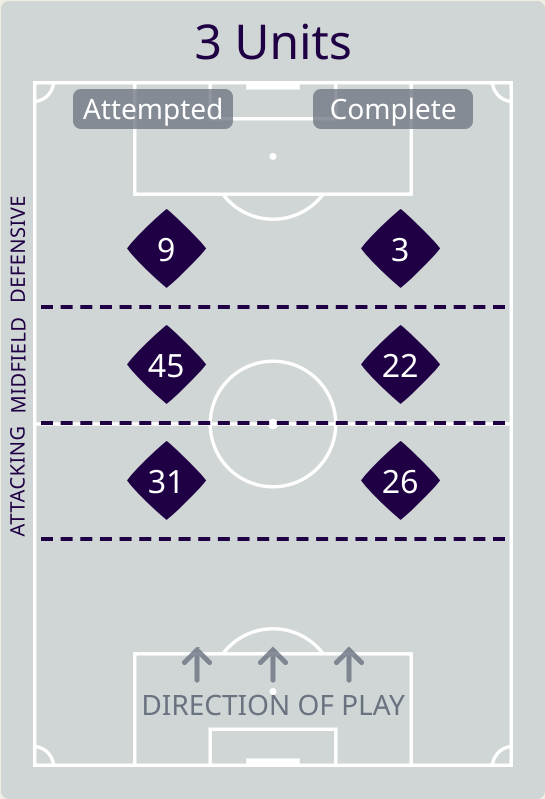 3 Units
Attempted Complete
DEFENSIVE
9 3
MIDFIELD
45 22
ATTACKING
31 26
DIRECTION OF PLAY